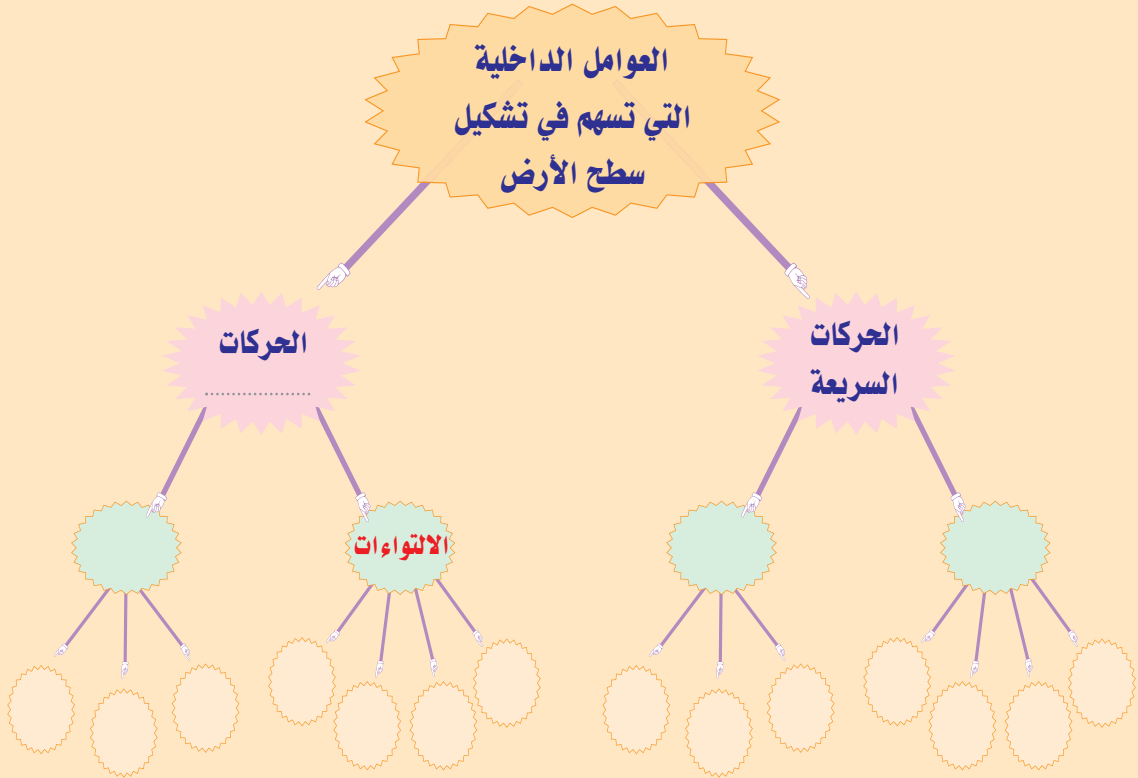 العوامل الداخلية
التي تسهم في تشكيل
سطح الأرض
الحركات
السريعة
الحركات
...................
الالتواءات